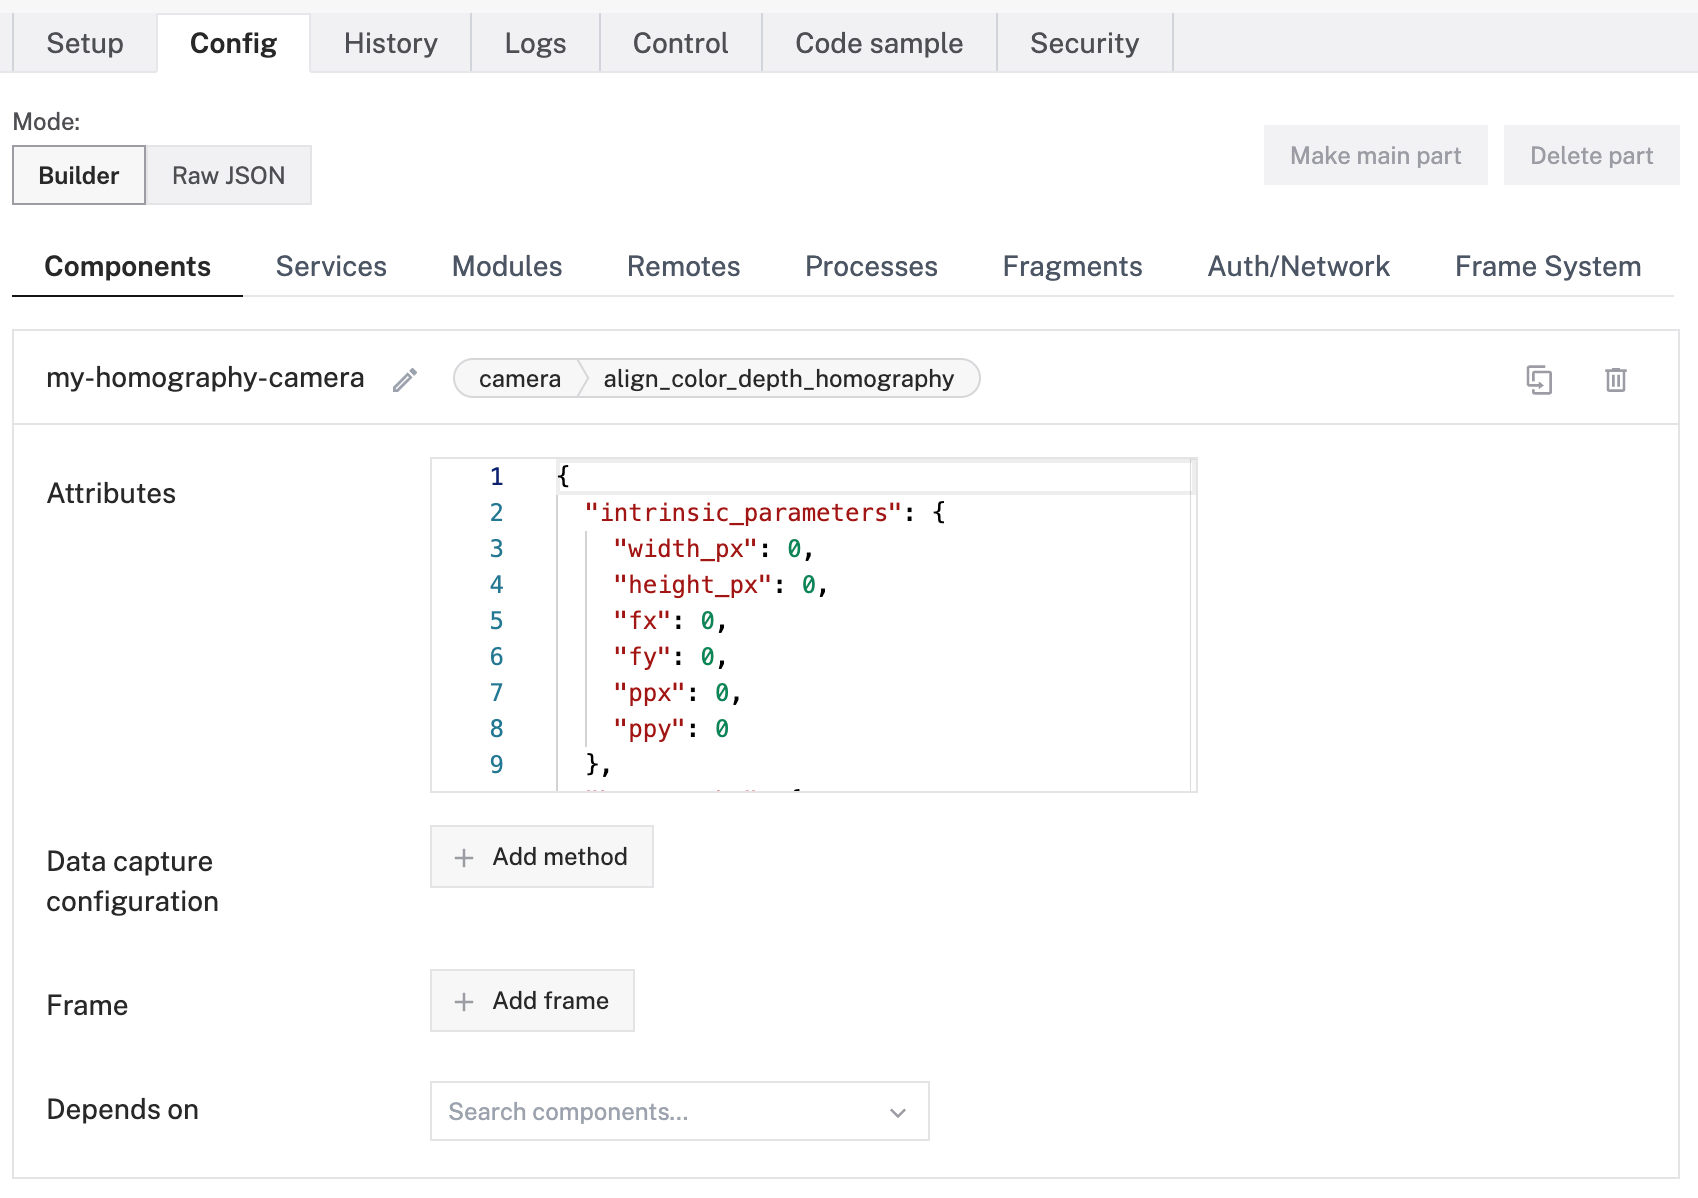 Setup Config History Logs Control Code sample Security
Mode:
Builder Raw JSON
Make main part Delete part
Components Services Modules Remotes Processes Fragments Auth/Network Frame System
my-homography-camera camera align_color_depth_homography
Attributes
1 {
2 "intrinsic_parameters": {
3 "width_px": 0,
4 "height_px": 0,
5 "fx": 0,
6 "fy": 0,
7 "ppx": 0,
8 "ppy": 0
9 },
Data capture
configuration
+ Add method
Frame
+ Add frame
Depends on
Search components...